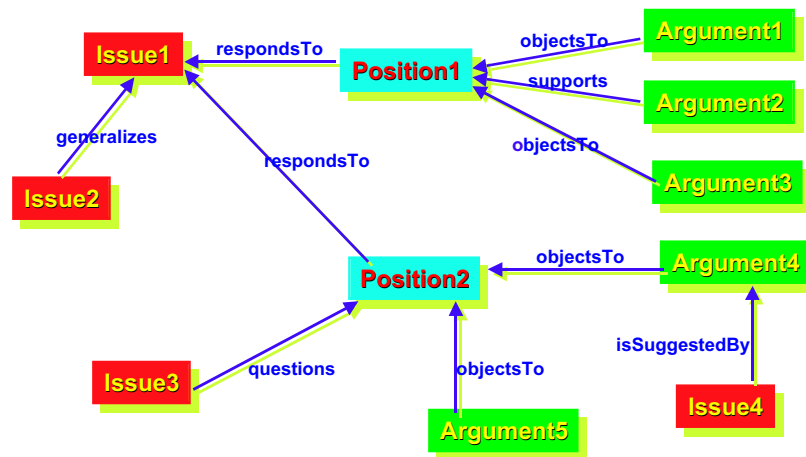 Argument1
objectsTo
Issue1
respondsTo
Position1
supports
Argument2
generalizes
objectsTo
respondsTo
Argument3
Issue2
objectsTo
Argument4
Position2
isSuggestedBy
questions
objectsTo
Issue3
Issue4
Argument5